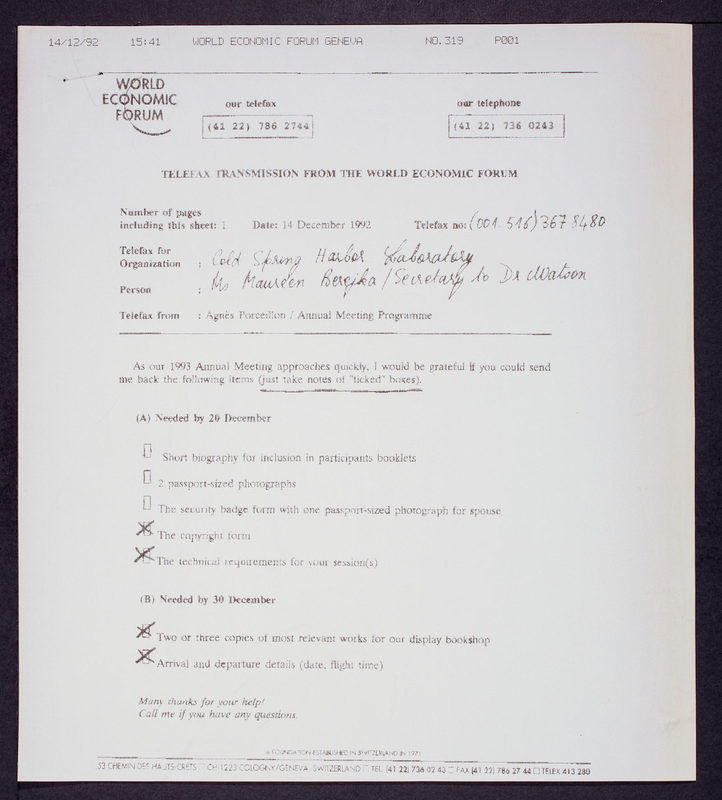 14/12/92 15:41 WORLD ECONOMIC FORUM GENEVA NO.319 P001
WORLD
ECONOMIC
FORUM
our telefax
our telephone
(41 22) 786 2744
(41 22) 736 0243
TELEFAX TRANSMISSION FROM THE WORLD ECONOMIC FORUM
Number of pages
including this sheet: 1 Date: 14 December 1992 Telefax no: (001.516) 367 8480
Telefax for
Organization : Cold Spring Harbor Laboratory
Person : Ms Maureen Berejka / Secretary to Dr Watson
Telefax from : Agnès Porceillon / Annual Meeting Programme
As our 1993 Annual Meeting approaches quickly, I would be grateful if you could send
me back the following items (just take notes of "ticked" boxes).
(A) Needed by 20 December
Short biography for inclusion in participants booklets
2 passport-sized photographs
The security badge form with one passport-sized photograph for spouse
The copyright form
The technical requirements for your session(s)
(B) Needed by 30 December
Two or three copies of most relevant works for our display bookshop
Arrival and departure details (date, flight time)
Many thanks for your help!
Call me if you have any questions.
A FOUNDATION ESTABLISHED IN SWITZERLAND IN 1971
53 CHEMIN DES HAUTS-CRETS □ CH-1223 COLOGNY/GENEVA, SWITZERLAND □ TEL. (41 22) 736 02 43 □ FAX (41 22) 786 27 44 □ TELEX 413 280